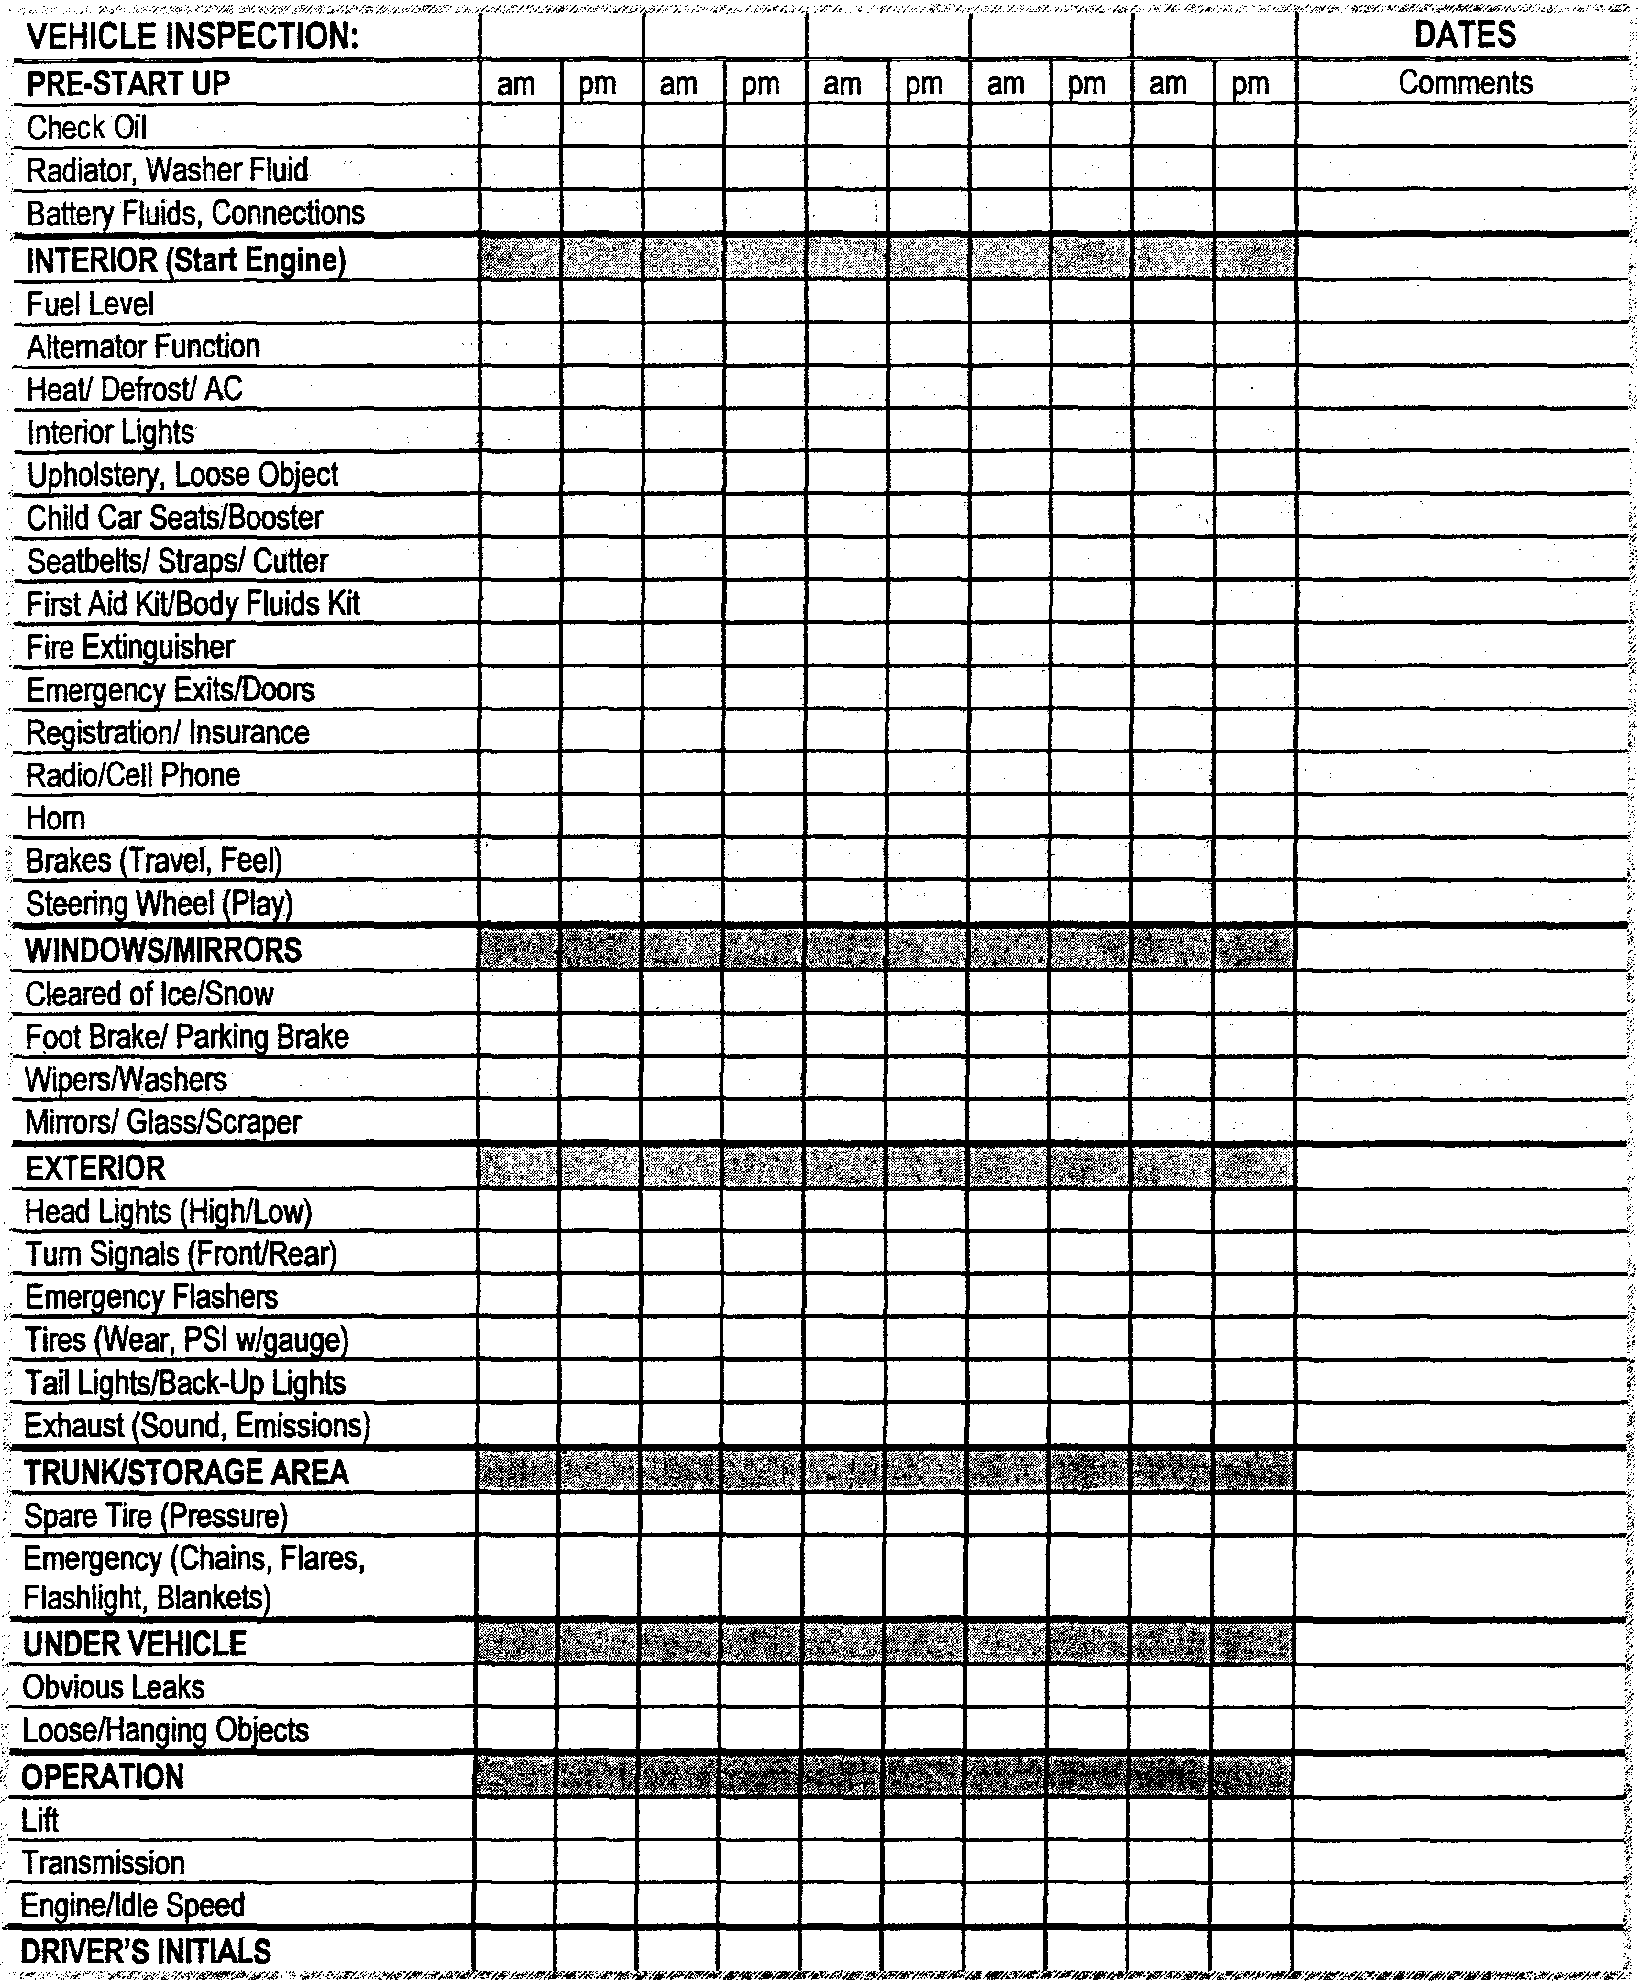 VEHICLE INSPECTION: DATES
PRE-START UP am pm am pm am pm am pm am pm Comments
Check Oil
Radiator, Washer Fluid
Battery Fluids, Connections
INTERIOR (Start Engine)
Fuel Level
Alternator Function
Heat/ Defrost/ AC
Interior Lights
Upholstery, Loose Object
Child Car Seats/Booster
Seatbelts/ Straps/ Cutter
First Aid Kit/Body Fluids Kit
Fire Extinguisher
Emergency Exits/Doors
Registration/ Insurance
Radio/Cell Phone
Horn
Brakes (Travel, Feel)
Steering Wheel (Play)
WINDOWS/MIRRORS
Cleared of Ice/Snow
Foot Brake/ Parking Brake
Wipers/Washers
Mirrors/ Glass/Scraper
EXTERIOR
Head Lights (High/Low)
Turn Signals (Front/Rear)
Emergency Flashers
Tires (Wear, PSI w/gauge)
Tail Lights/Back-Up Lights
Exhaust (Sound, Emissions)
TRUNK/STORAGE AREA
Spare Tire (Pressure)
Emergency (Chains, Flares,
Flashlight, Blankets)
UNDER VEHICLE
Obvious Leaks
Loose/Hanging Objects
OPERATION
Lift
Transmission
Engine/Idle Speed
DRIVER'S INITIALS